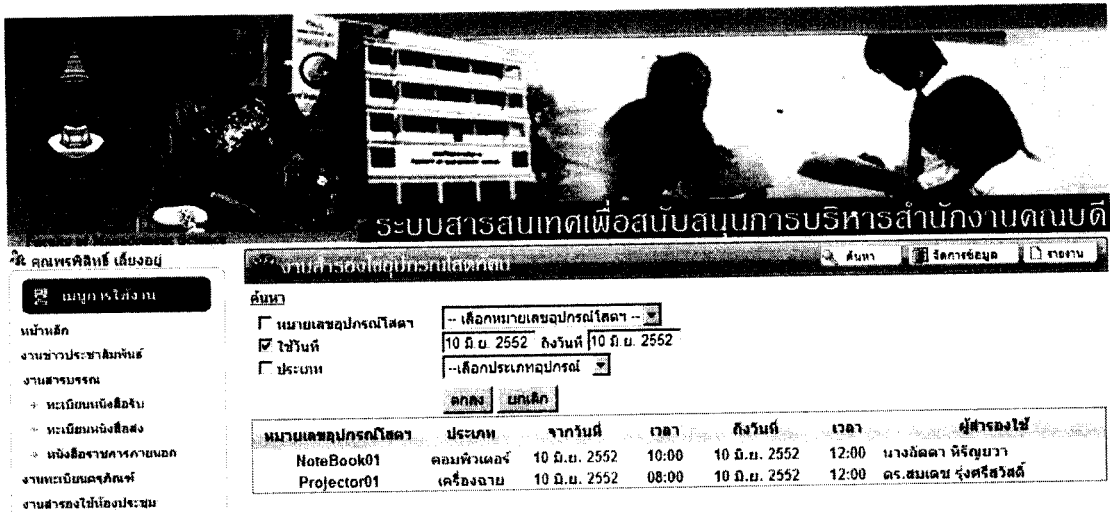 ระบบสารสนเทศเพื่อสนับสนุนการบริหารสำนักงานคณบดี
คุณพรพิสิทธิ์ เลี้ยงอยู่
เมนูการใช้งาน
หน้าหลัก
งานข่าวประชาสัมพันธ์
งานสารบรรณ
ทะเบียนหนังสือรับ
ทะเบียนหนังสือส่ง
หนังสือราชการภายนอก
งานทะเบียนครุภัณฑ์
งานสำรองใช้ห้องประชุม
งานสำรองใช้อุปกรณ์โสตทัศน
ค้นหา จัดการข้อมูล รายงาน
ค้นหา
หมายเลขอุปกรณ์โสตฯ -- เลือกหมายเลขอุปกรณ์โสตฯ --
ใช้วันที่ 10 มิ.ย. 2552 ถึงวันที่ 10 มิ.ย. 2552
ประเภท --เลือกประเภทอุปกรณ์
ตกลง ยกเลิก
หมายเลขอุปกรณ์โสตฯ ประเภท จากวันที่ เวลา ถึงวันที่ เวลา ผู้สำรองใช้
NoteBook01 คอมพิวเตอร์ 10 มิ.ย. 2552 10:00 10 มิ.ย. 2552 12:00 นางอัดดา หิรัญยวา
Projector01 เครื่องฉาย 10 มิ.ย. 2552 08:00 10 มิ.ย. 2552 12:00 ดร.สมเดช รุ่งศรีสวัสดิ์